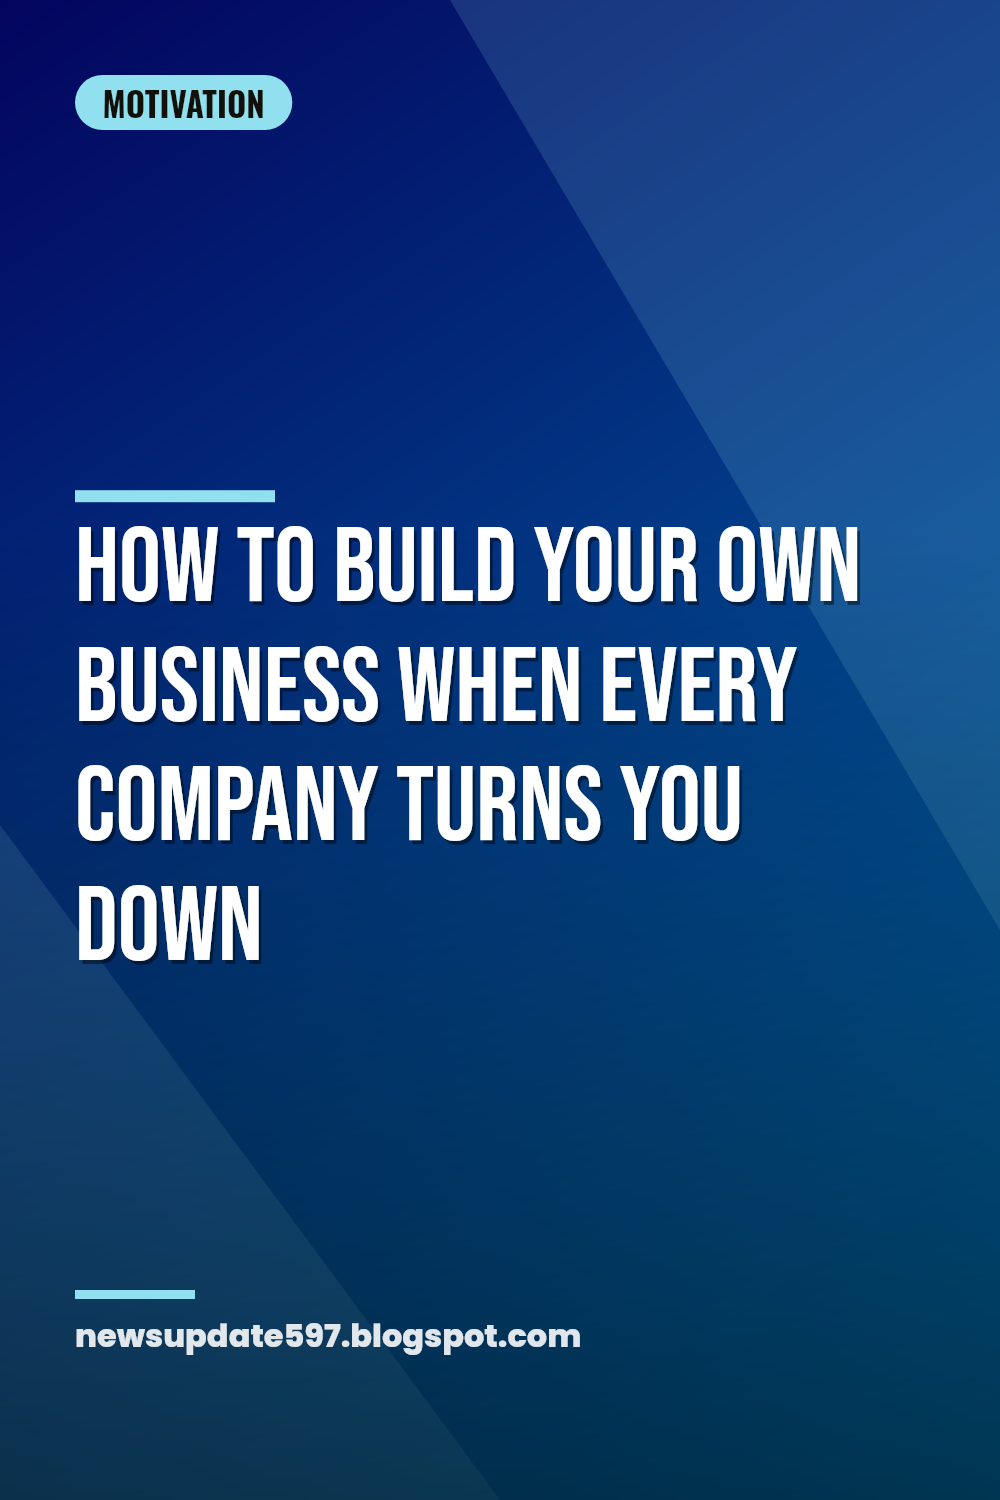 MOTIVATION
HOW TO BUILD YOUR OWN
BUSINESS WHEN EVERY
COMPANY TURNS YOU
DOWN
newsupdate597.blogspot.com